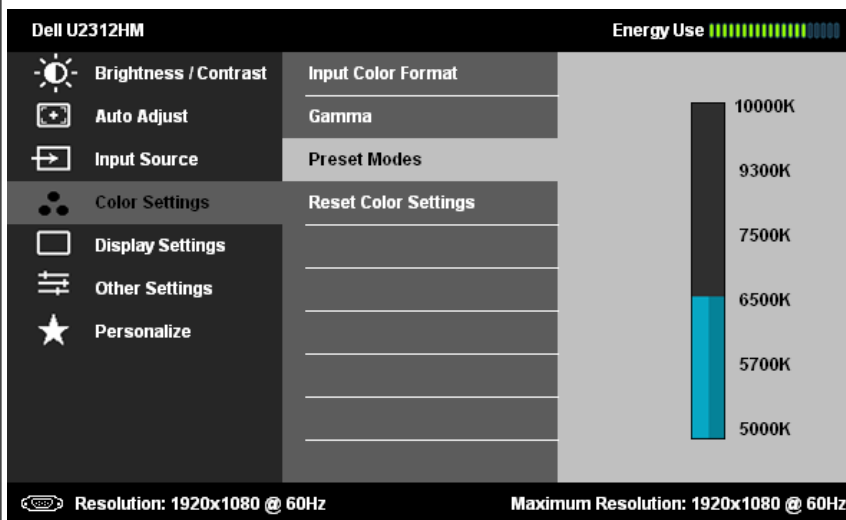 Dell U2312HM
Energy Use
Brightness / Contrast
Auto Adjust
Input Source
Color Settings
Display Settings
Other Settings
Personalize
Input Color Format
Gamma
Preset Modes
Reset Color Settings
10000K
9300K
7500K
6500K
5700K
5000K
Resolution: 1920x1080 @ 60Hz
Maximum Resolution: 1920x1080 @ 60Hz